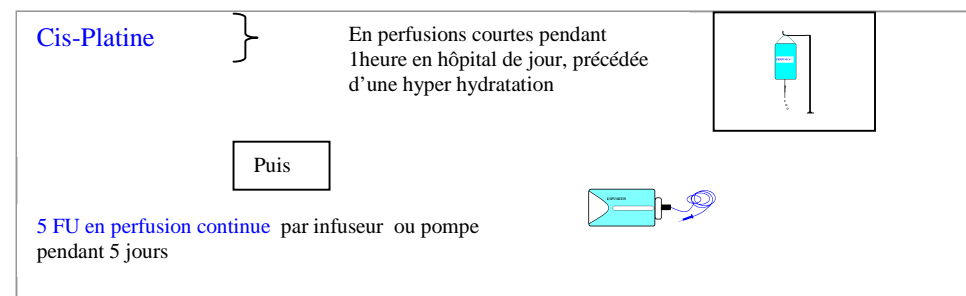 Cis-Platine
En perfusions courtes pendant
1heure en hôpital de jour, précédée
d'une hyper hydratation
Puis
5 FU en perfusion continue par infuseur ou pompe
pendant 5 jours